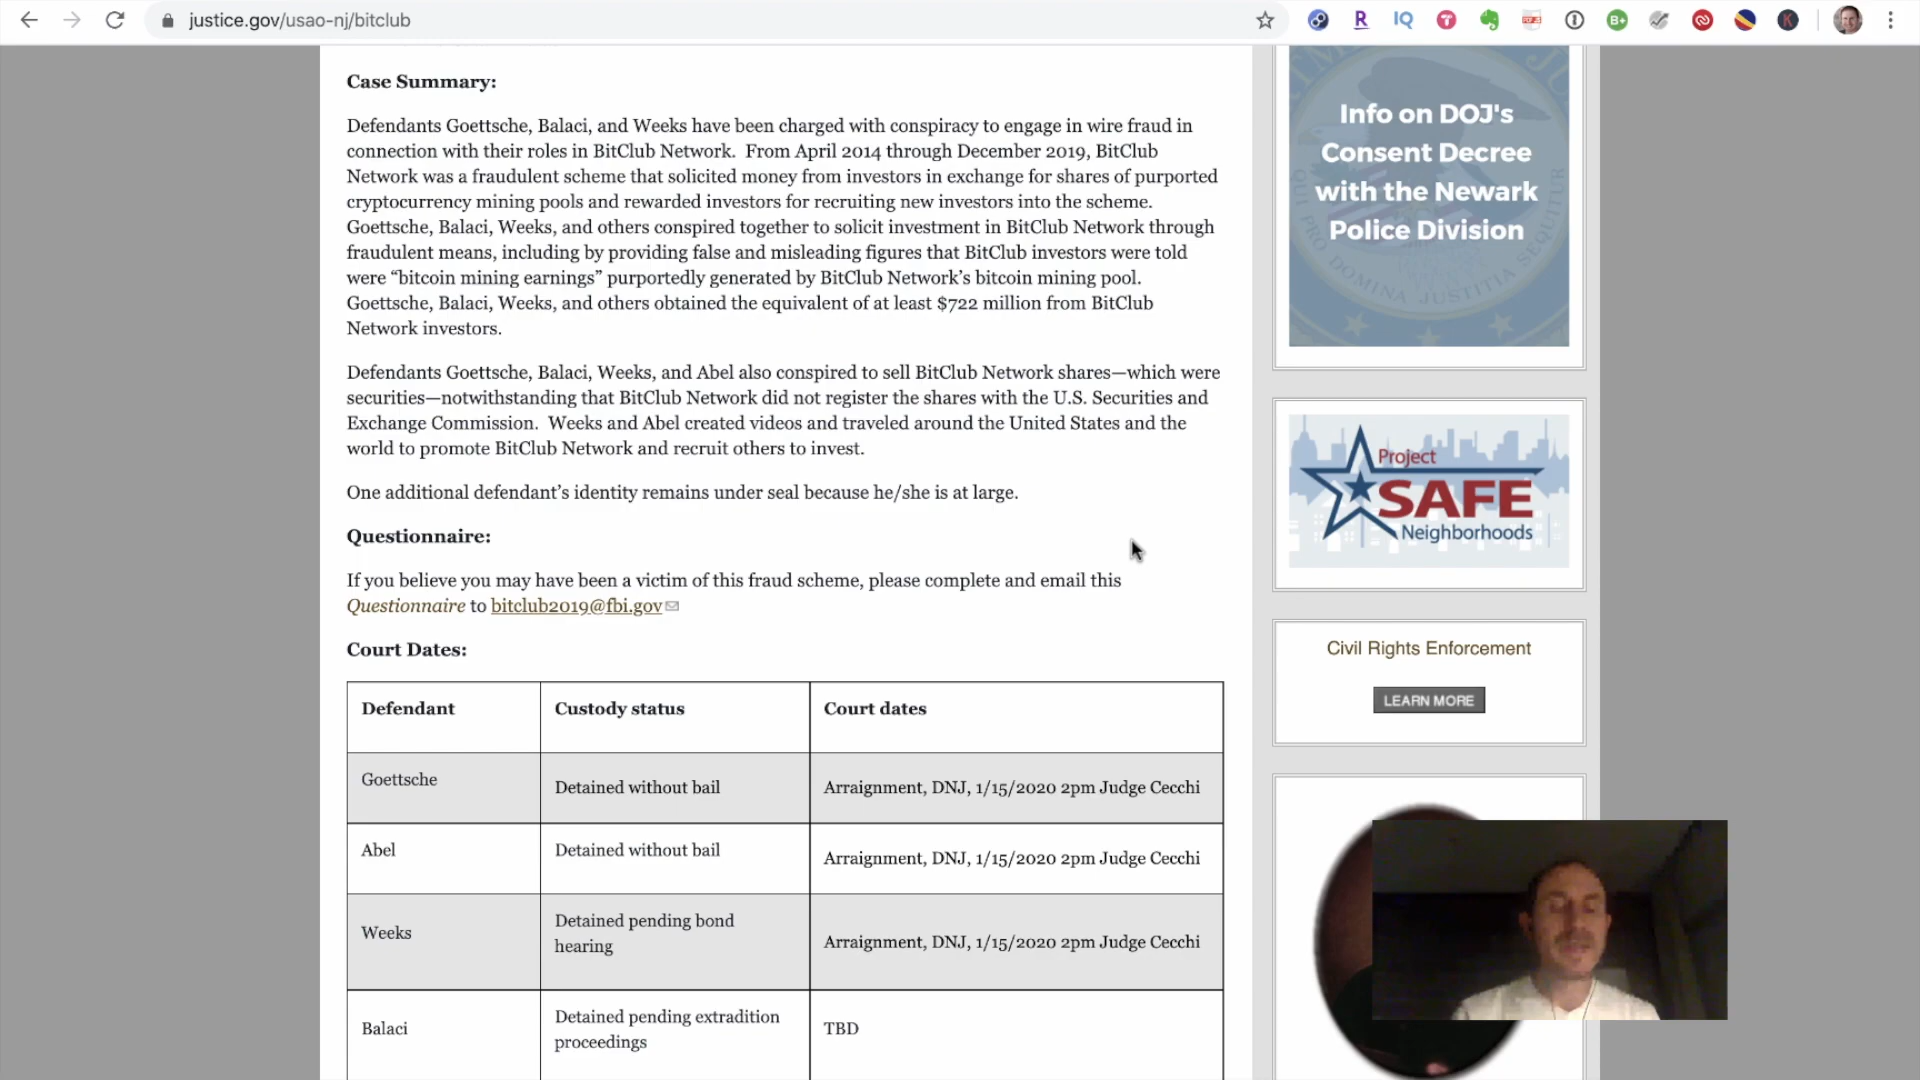 justice.gov/usao-nj/bitclub
Case Summary:
Defendants Goettsche, Balaci, and Weeks have been charged with conspiracy to engage in wire fraud in
connection with their roles in BitClub Network.  From April 2014 through December 2019, BitClub
Network was a fraudulent scheme that solicited money from investors in exchange for shares of purported
cryptocurrency mining pools and rewarded investors for recruiting new investors into the scheme.
Goettsche, Balaci, Weeks, and others conspired together to solicit investment in BitClub Network through
fraudulent means, including by providing false and misleading figures that BitClub investors were told
were “bitcoin mining earnings” purportedly generated by BitClub Network’s bitcoin mining pool.
Goettsche, Balaci, Weeks, and others obtained the equivalent of at least $722 million from BitClub
Network investors.
Defendants Goettsche, Balaci, Weeks, and Abel also conspired to sell BitClub Network shares—which were
securities—notwithstanding that BitClub Network did not register the shares with the U.S. Securities and
Exchange Commission.  Weeks and Abel created videos and traveled around the United States and the
world to promote BitClub Network and recruit others to invest.
One additional defendant’s identity remains under seal because he/she is at large.
Questionnaire:
If you believe you may have been a victim of this fraud scheme, please complete and email this
Questionnaire to bitclub2019@fbi.gov
Court Dates:
Defendant Custody status Court dates
Goettsche Detained without bail Arraignment, DNJ, 1/15/2020 2pm Judge Cecchi
Abel Detained without bail Arraignment, DNJ, 1/15/2020 2pm Judge Cecchi
Weeks Detained pending bond
hearing Arraignment, DNJ, 1/15/2020 2pm Judge Cecchi
Balaci Detained pending extradition
proceedings TBD
Info on DOJ's
Consent Decree
with the Newark
Police Division
QUI PRO DOMINA JUSTITIA SEQUITUR
Project
SAFE
Neighborhoods
Civil Rights Enforcement
LEARN MORE